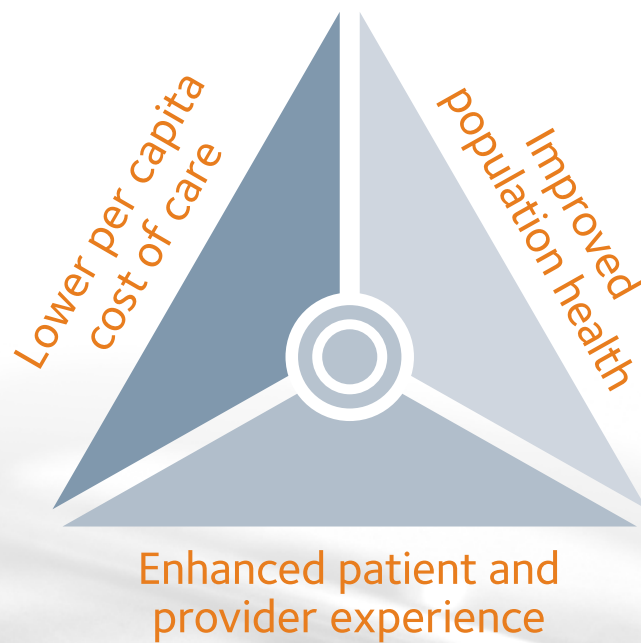 Lower per capita
cost of care
Improved
population health
Enhanced patient and
provider experience